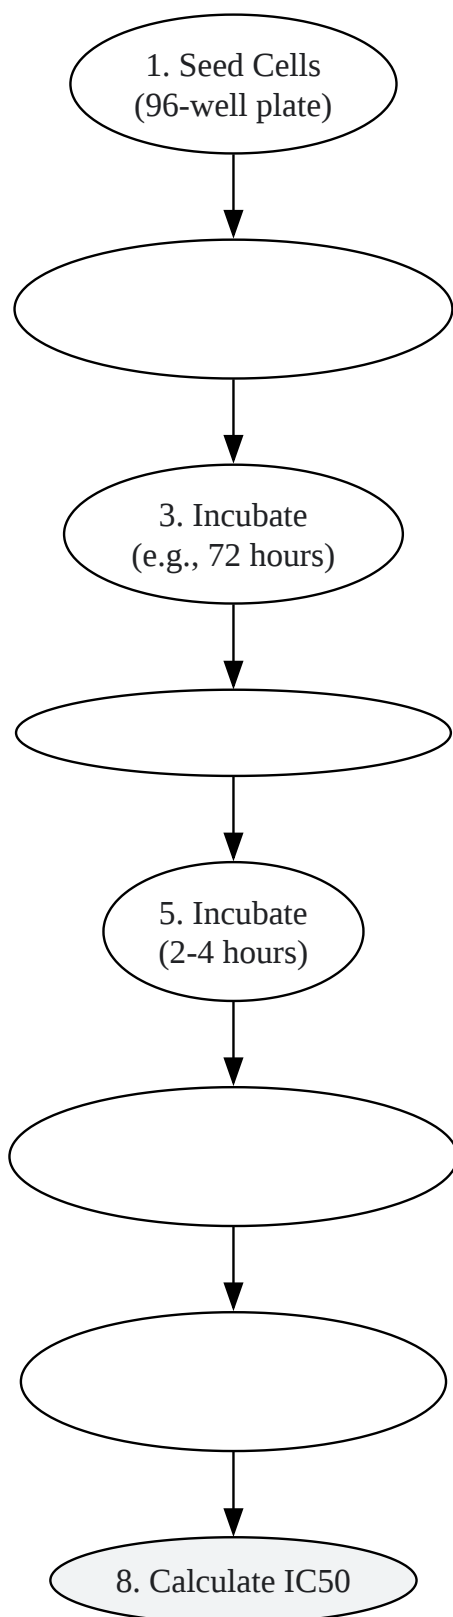 1. Seed Cells
(96-well plate)
3. Incubate
(e.g., 72 hours)
5. Incubate
(2-4 hours)
8. Calculate IC50